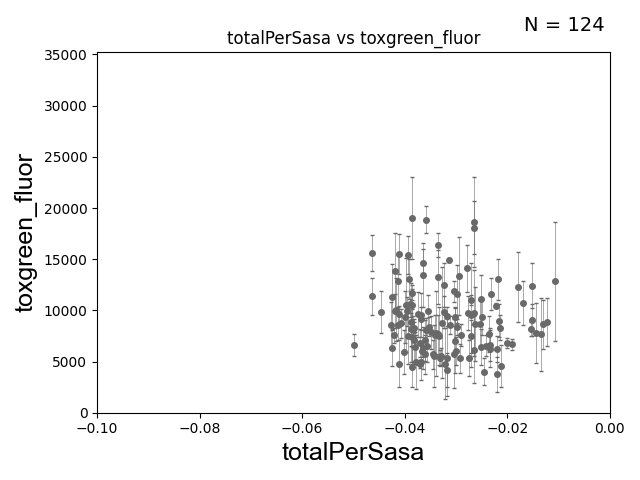 N = 124
totalPerSasa vs toxgreen_fluor
35000
30000
25000
20000
15000
10000
5000
0
toxgreen_fluor
−0.10 −0.08 −0.06 −0.04 −0.02 0.00
totalPerSasa